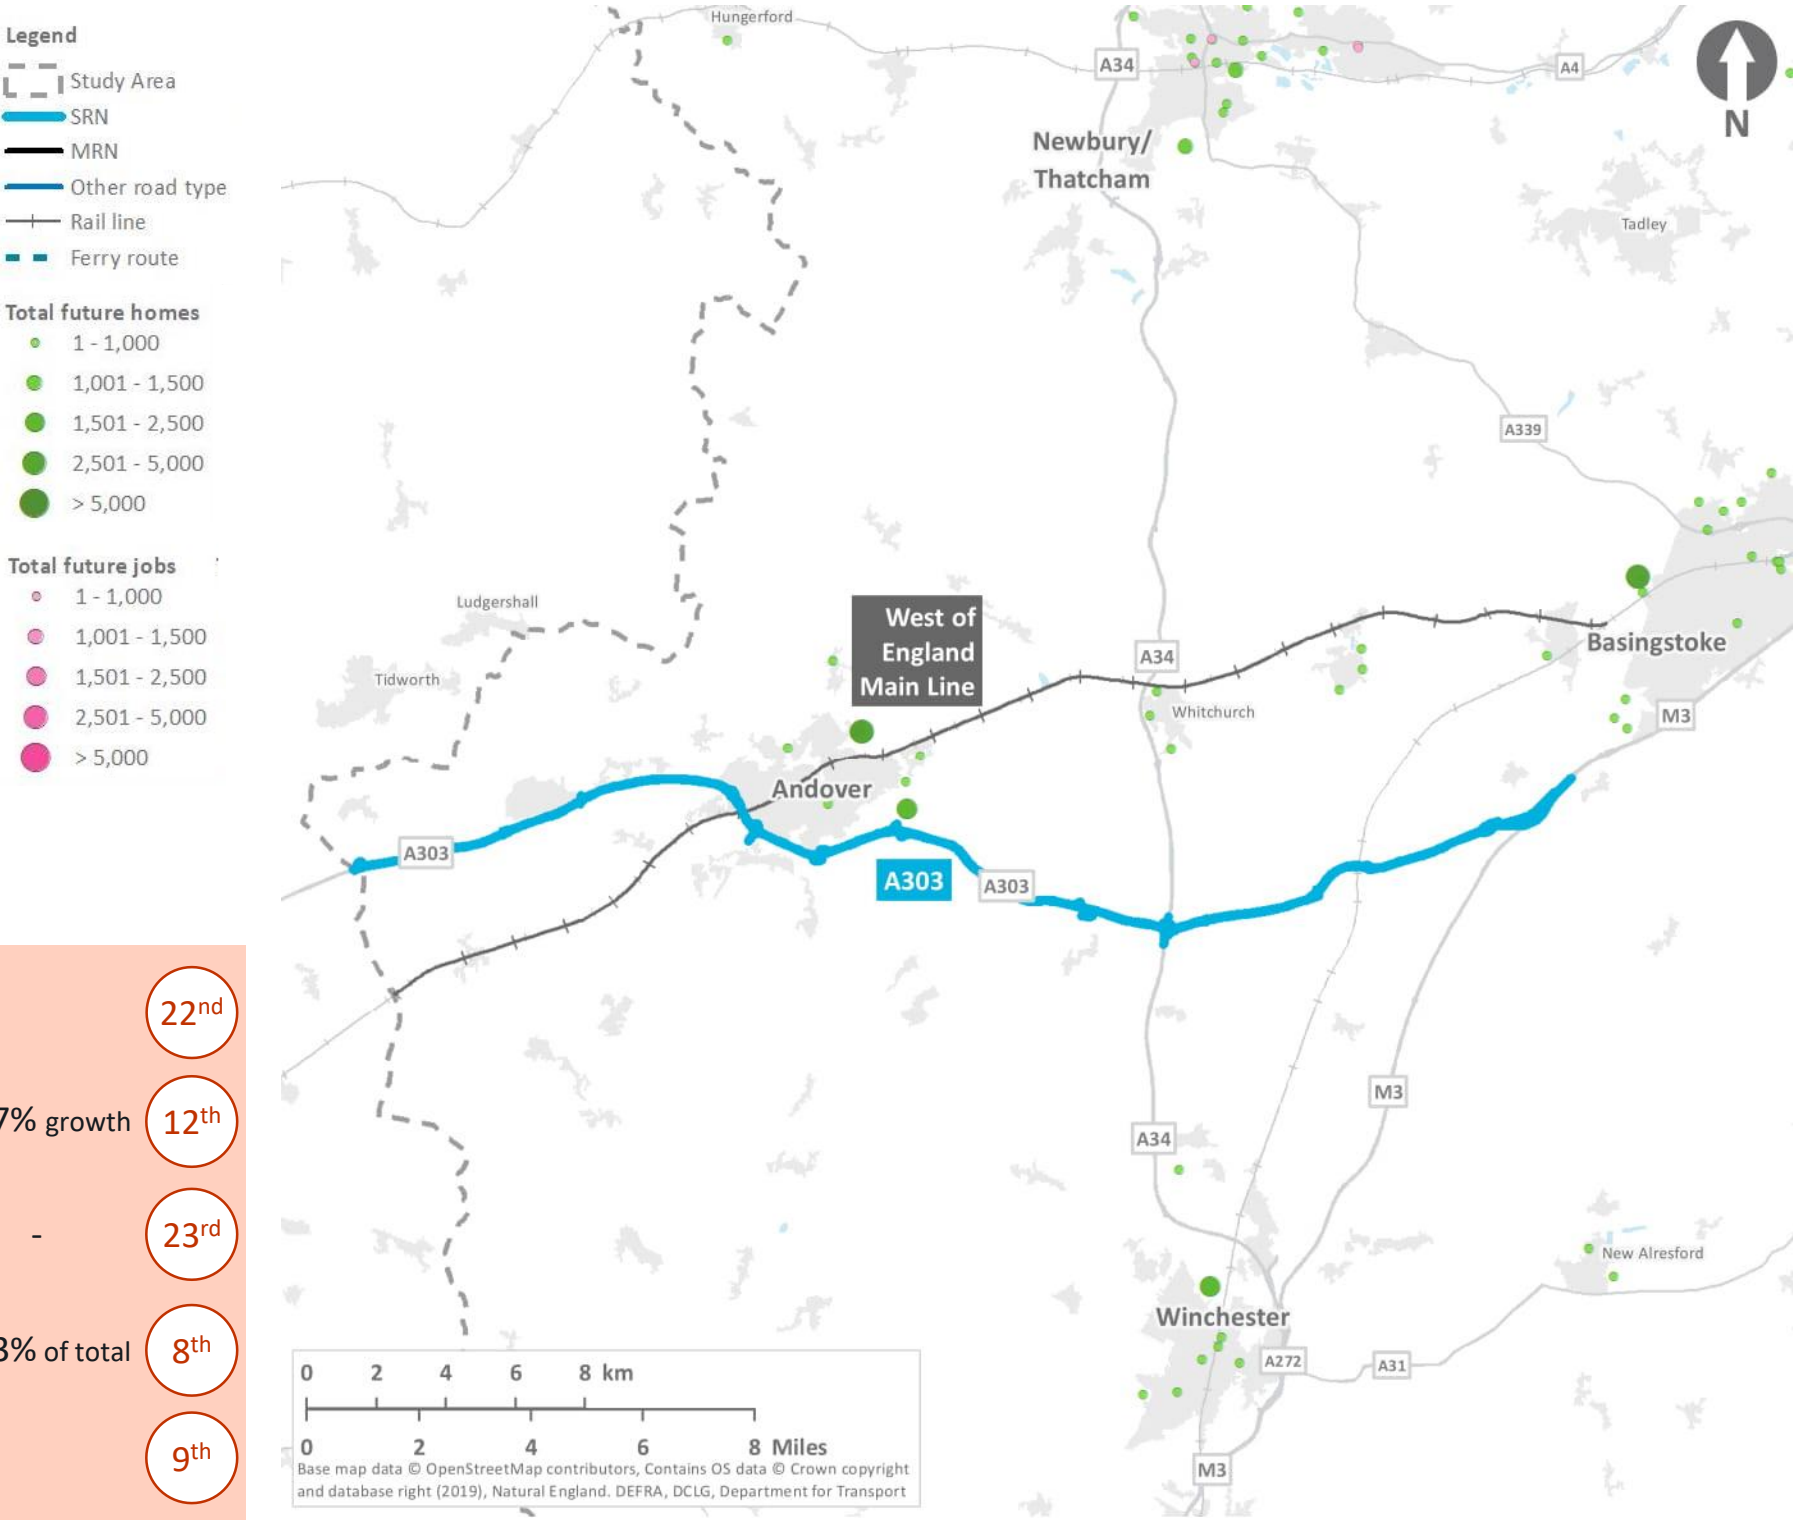 Legend
Study Area
SRN
MRN
Other road type
Rail line
Ferry route
Total future homes
1 - 1,000
1,001 - 1,500
1,501 - 2,500
2,501 - 5,000
> 5,000
Total future jobs
1 - 1,000
1,001 - 1,500
1,501 - 2,500
2,501 - 5,000
> 5,000
22nd
7% growth
12th
-
23rd
3% of total
8th
9th
Hungerford
A34
A4
N
Newbury/
Thatcham
Tadley
A339
Ludgershall
West of
England
Main Line
Tidworth
A34
Basingstoke
Whitchurch
M3
Andover
A303
A303
A303
M3
A34
New Alresford
Winchester
A272
A31
M3
0 2 4 6 8 km
0 2 4 6 8 Miles
Base map data © OpenStreetMap contributors, Contains OS data © Crown copyright
and database right (2019), Natural England. DEFRA, DCLG, Department for Transport